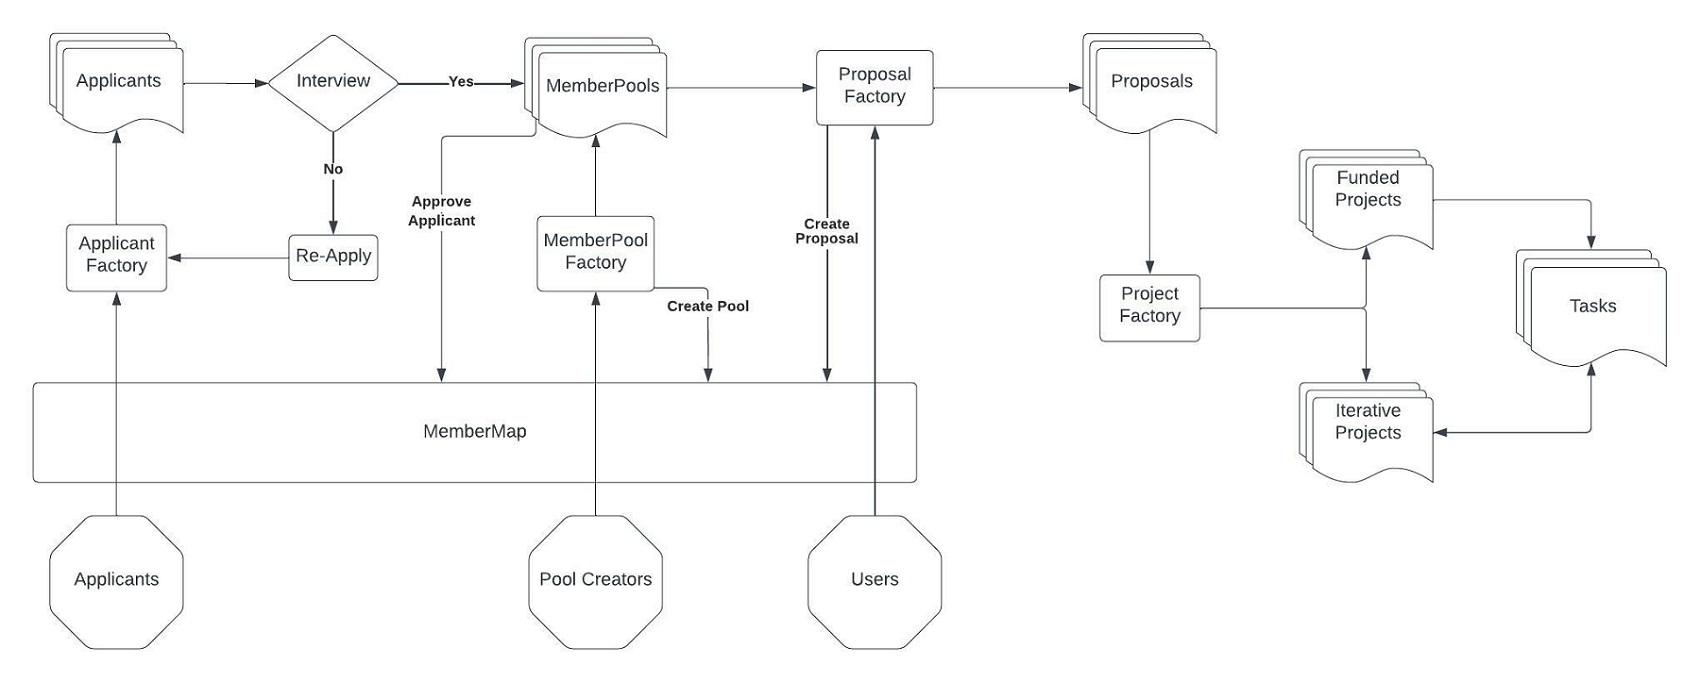 Applicants
Interview
Yes
MemberPools
Proposal
Factory
Proposals
No
Funded
Projects
Approve
Applicant
Applicant
Factory
Re-Apply
MemberPool
Factory
Create
Proposal
Create Pool
Project
Factory
Tasks
MemberMap
Iterative
Projects
Applicants
Pool Creators
Users